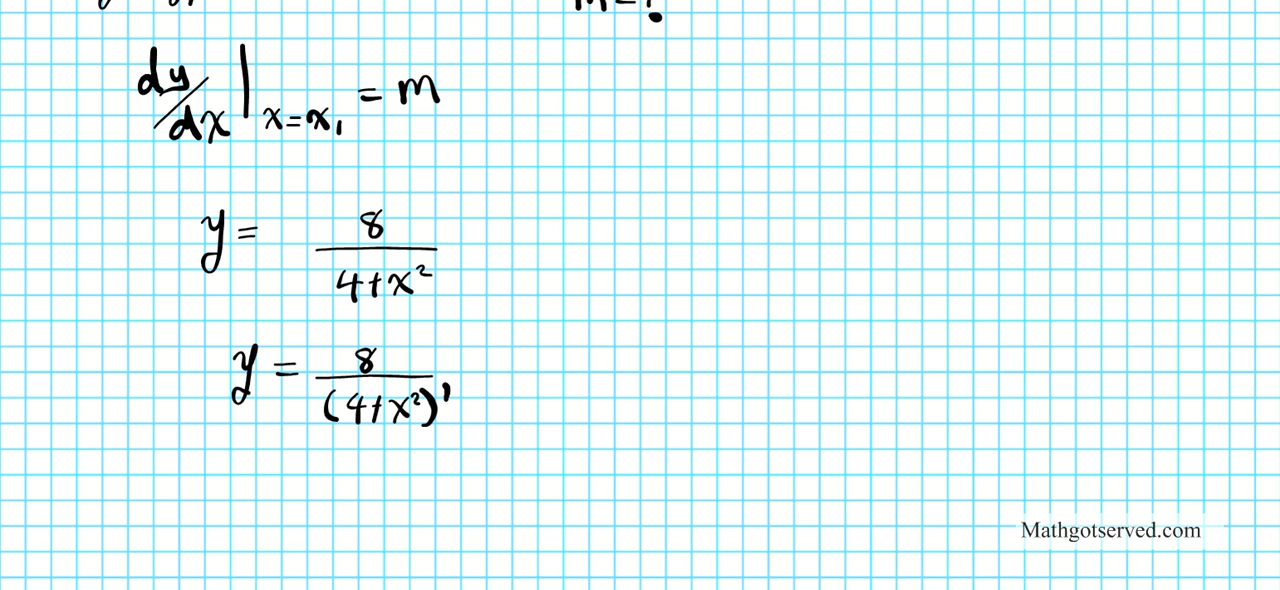 m = ?
dy/dx | x=x₁ = m
y = 8/(4+x²)
y = 8/(4+x²)¹
Mathgotserved.com